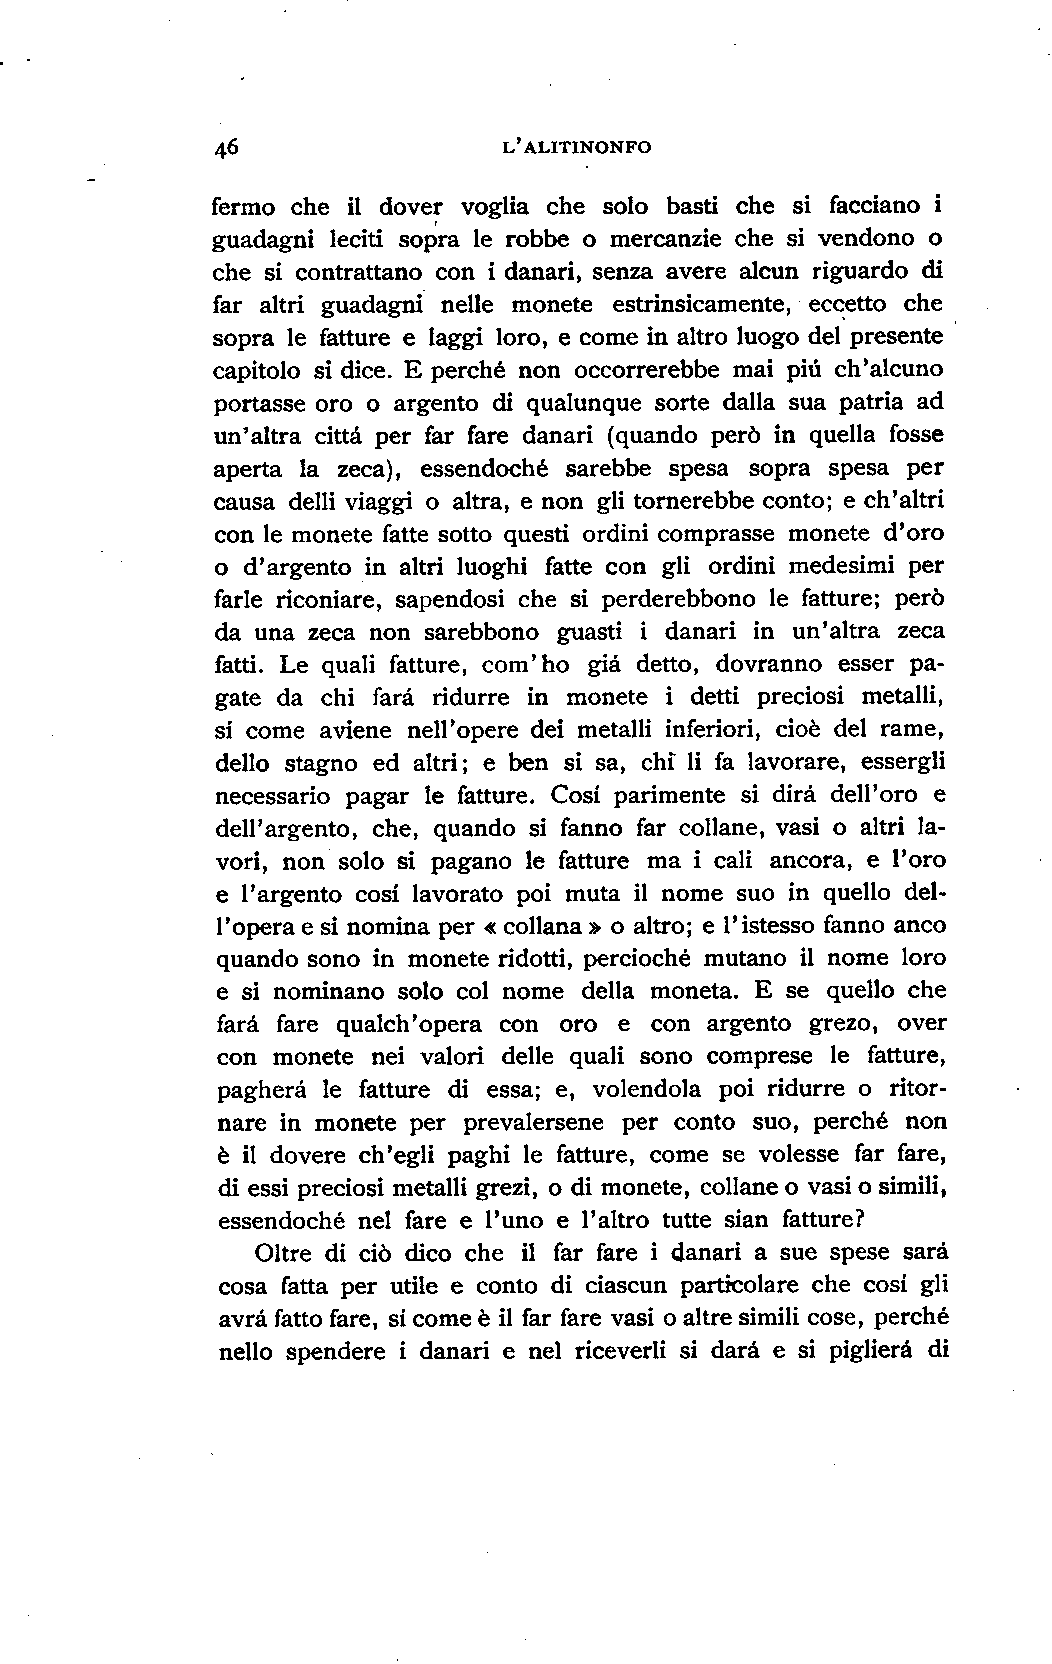 46 L'ALITINONFO
fermo che il dover voglia che solo basti che si facciano i
guadagni leciti sopra le robbe o mercanzie che si vendono o
che si contrattano con i danari, senza avere alcun riguardo di
far altri guadagni nelle monete estrinsicamente, eccetto che
sopra le fatture e laggi loro, e come in altro luogo del presente
capitolo si dice. E perché non occorrerebbe mai piú ch'alcuno
portasse oro o argento di qualunque sorte dalla sua patria ad
un'altra cittá per far fare danari (quando però in quella fosse
aperta la zeca), essendoché sarebbe spesa sopra spesa per
causa delli viaggi o altra, e non gli tornerebbe conto; e ch'altri
con le monete fatte sotto questi ordini comprasse monete d'oro
o d'argento in altri luoghi fatte con gli ordini medesimi per
farle riconiare, sapendosi che si perderebbono le fatture; però
da una zeca non sarebbono guasti i danari in un'altra zeca
fatti. Le quali fatture, com'ho giá detto, dovranno esser pa-
gate da chi fará ridurre in monete i detti preciosi metalli,
sí come aviene nell'opere dei metalli inferiori, cioè del rame,
dello stagno ed altri; e ben si sa, chi li fa lavorare, essergli
necessario pagar le fatture. Cosí parimente si dirá dell'oro e
dell'argento, che, quando si fanno far collane, vasi o altri la-
vori, non solo si pagano le fatture ma i cali ancora, e l'oro
e l'argento cosí lavorato poi muta il nome suo in quello del-
l'opera e si nomina per « collana » o altro; e l'istesso fanno anco
quando sono in monete ridotti, percioché mutano il nome loro
e si nominano solo col nome della moneta. E se quello che
fará fare qualch'opera con oro e con argento grezo, over
con monete nei valori delle quali sono comprese le fatture,
pagherá le fatture di essa; e, volendola poi ridurre o ritor-
nare in monete per prevalersene per conto suo, perché non
è il dovere ch'egli paghi le fatture, come se volesse far fare,
di essi preciosi metalli grezi, o di monete, collane o vasi o simili,
essendoché nel fare e l'uno e l'altro tutte sian fatture?
Oltre di ciò dico che il far fare i danari a sue spese sará
cosa fatta per utile e conto di ciascun particolare che cosí gli
avrá fatto fare, sí come è il far fare vasi o altre simili cose, perché
nello spendere i danari e nel riceverli si dará e si piglierá di